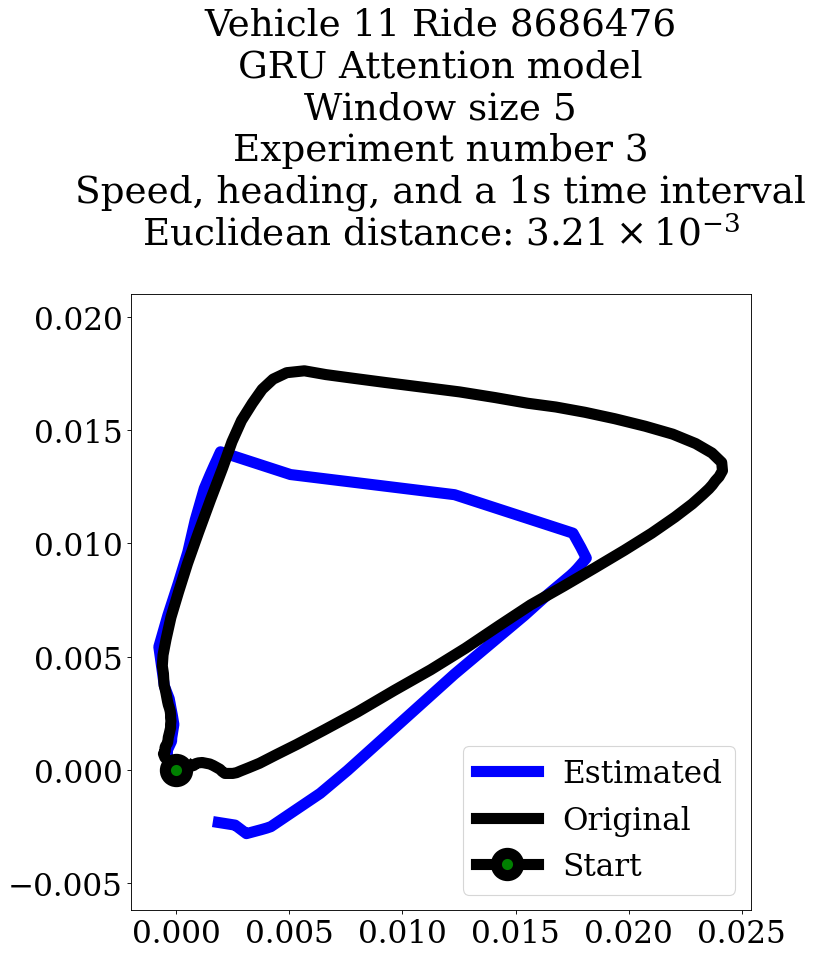 Vehicle 11 Ride 8686476
GRU Attention model
Window size 5
Experiment number 3
Speed, heading, and a 1s time interval
Euclidean distance: 3.21 × 10⁻³
0.020
0.015
0.010
0.005
0.000
−0.005
Estimated
Original
Start
0.000 0.005 0.010 0.015 0.020 0.025